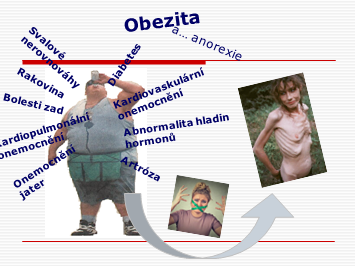 Obezita
a... anorexie
Svalové
nerovnováhy
Diabetes
Rakovina
Kardiovaskulární
onemocnění
Bolesti zad
Abnormalita hladin
hormonů
Kardiopulmonální
onemocnění
Artróza
Onemocnění
jater